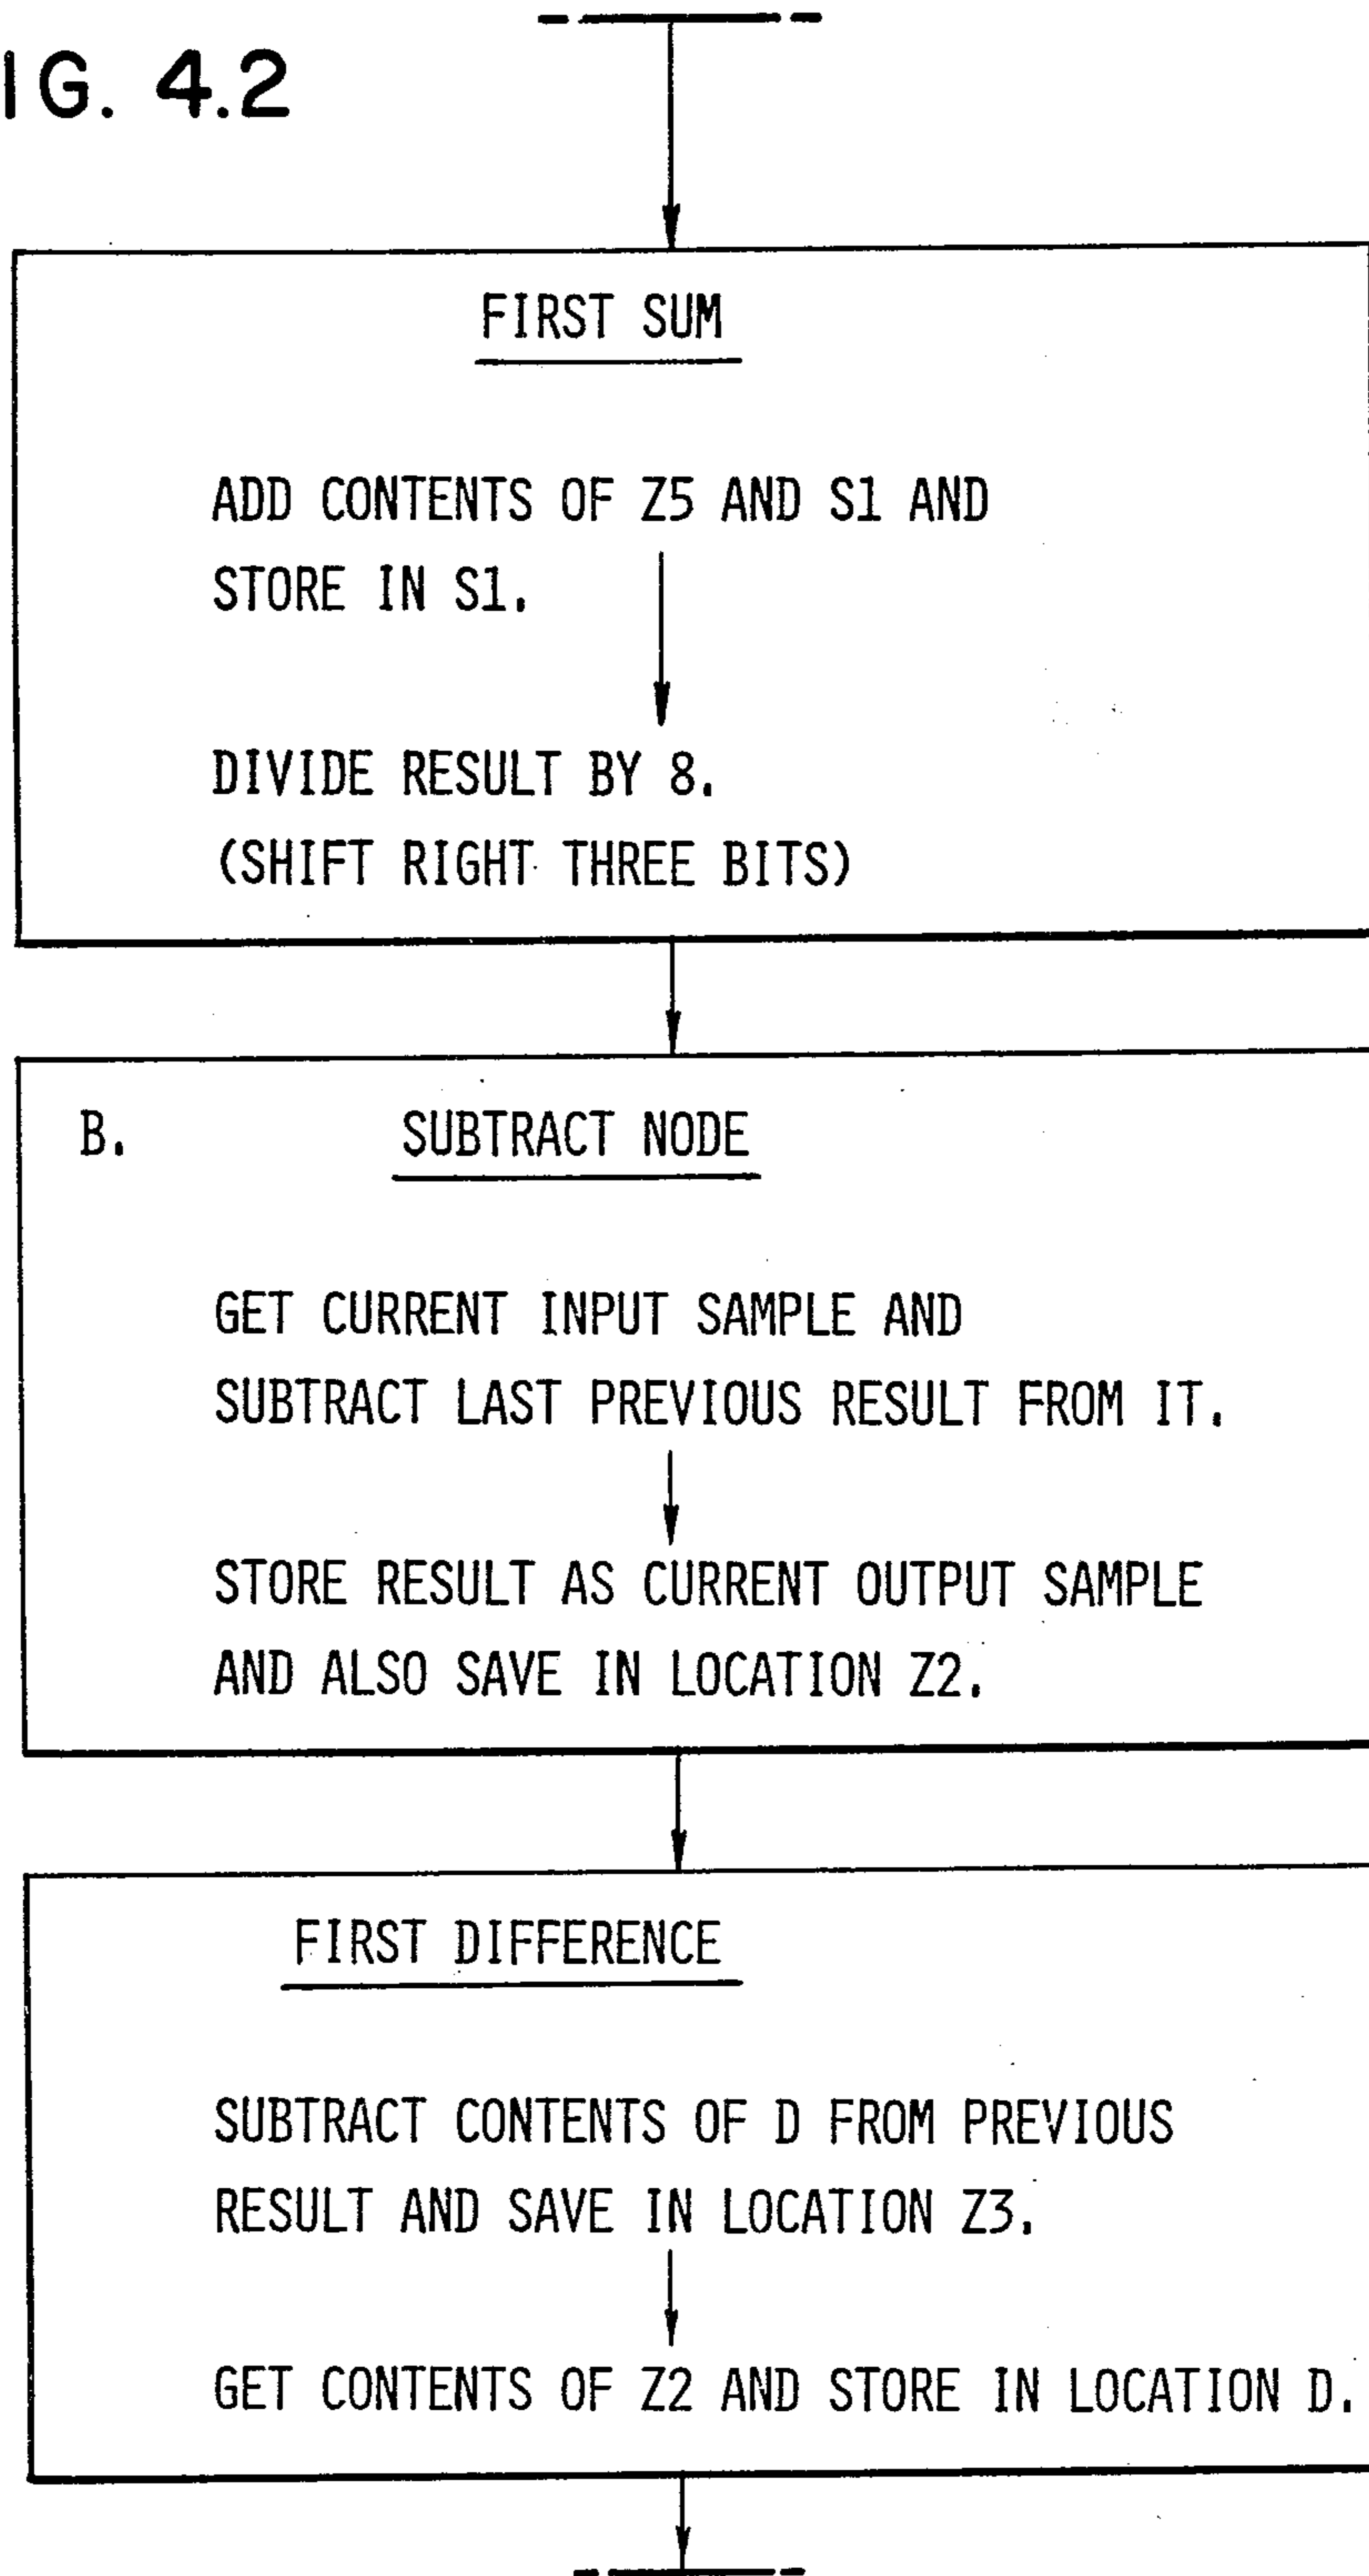 IG. 4.2
FIRST SUM
ADD CONTENTS OF Z5 AND S1 AND
STORE IN S1.
DIVIDE RESULT BY 8.
(SHIFT RIGHT THREE BITS)
B. SUBTRACT NODE
GET CURRENT INPUT SAMPLE AND
SUBTRACT LAST PREVIOUS RESULT FROM IT.
STORE RESULT AS CURRENT OUTPUT SAMPLE
AND ALSO SAVE IN LOCATION Z2.
FIRST DIFFERENCE
SUBTRACT CONTENTS OF D FROM PREVIOUS
RESULT AND SAVE IN LOCATION Z3.
GET CONTENTS OF Z2 AND STORE IN LOCATION D.